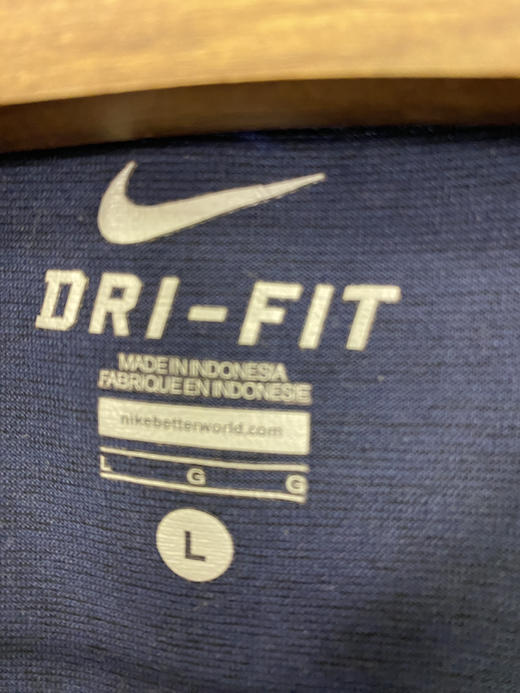 DRI-FIT
MADE IN INDONESIA
FABRIQUE EN INDONESIE
nikebetterworld.com
L G G
L